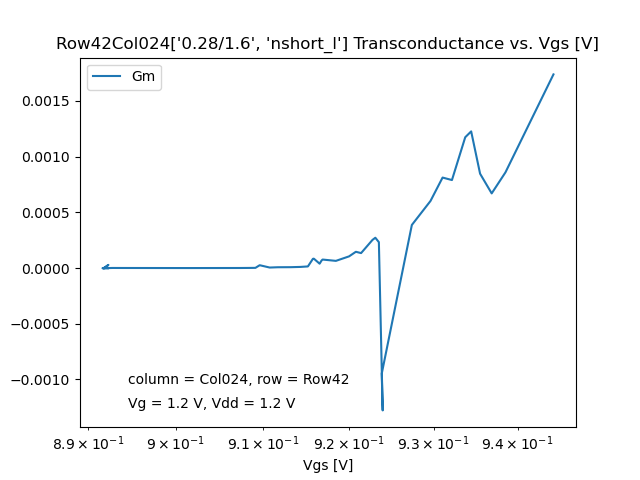 Row42Col024['0.28/1.6', 'nshort_l'] Transconductance vs. Vgs [V]
Gm
0.0015
0.0010
0.0005
0.0000
−0.0005
−0.0010
column = Col024, row = Row42
Vg = 1.2 V, Vdd = 1.2 V
8.9 × 10⁻¹ 9 × 10⁻¹ 9.1 × 10⁻¹ 9.2 × 10⁻¹ 9.3 × 10⁻¹ 9.4 × 10⁻¹
Vgs [V]